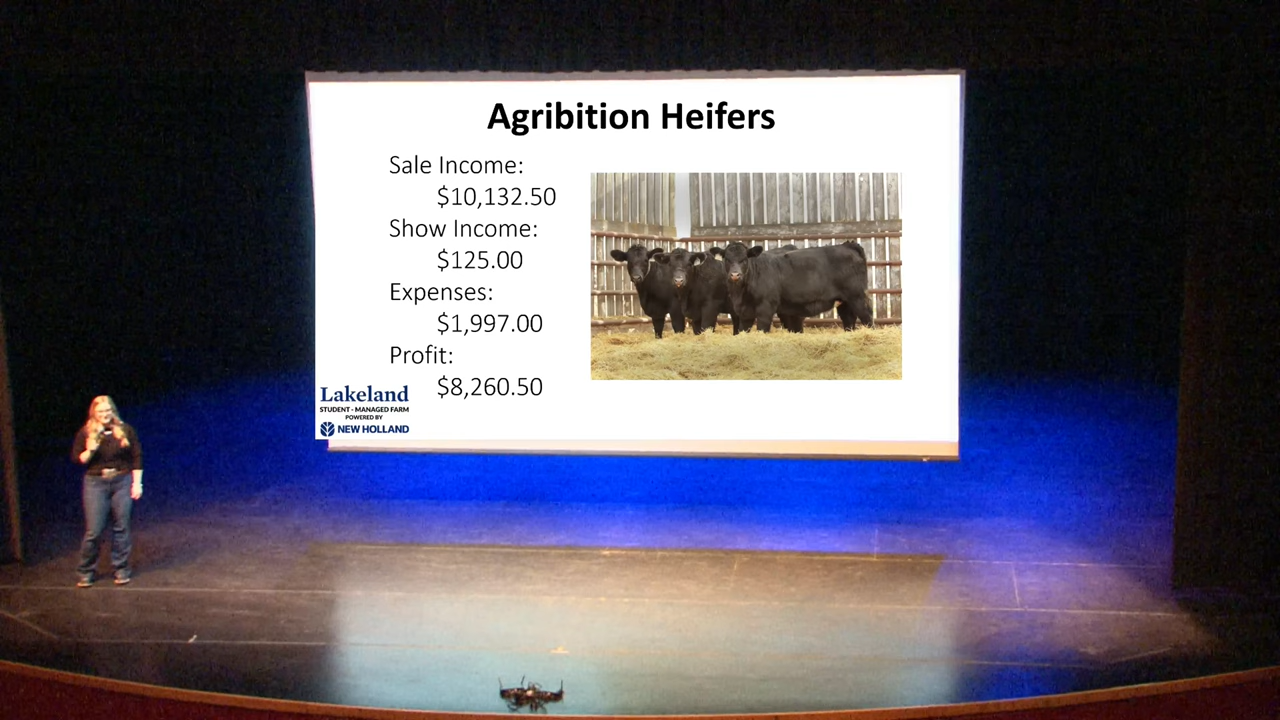 Agribition Heifers
Sale Income:
$10,132.50
Show Income:
$125.00
Expenses:
$1,997.00
Profit:
$8,260.50
Lakeland
STUDENT - MANAGED FARM
POWERED BY
NEW HOLLAND